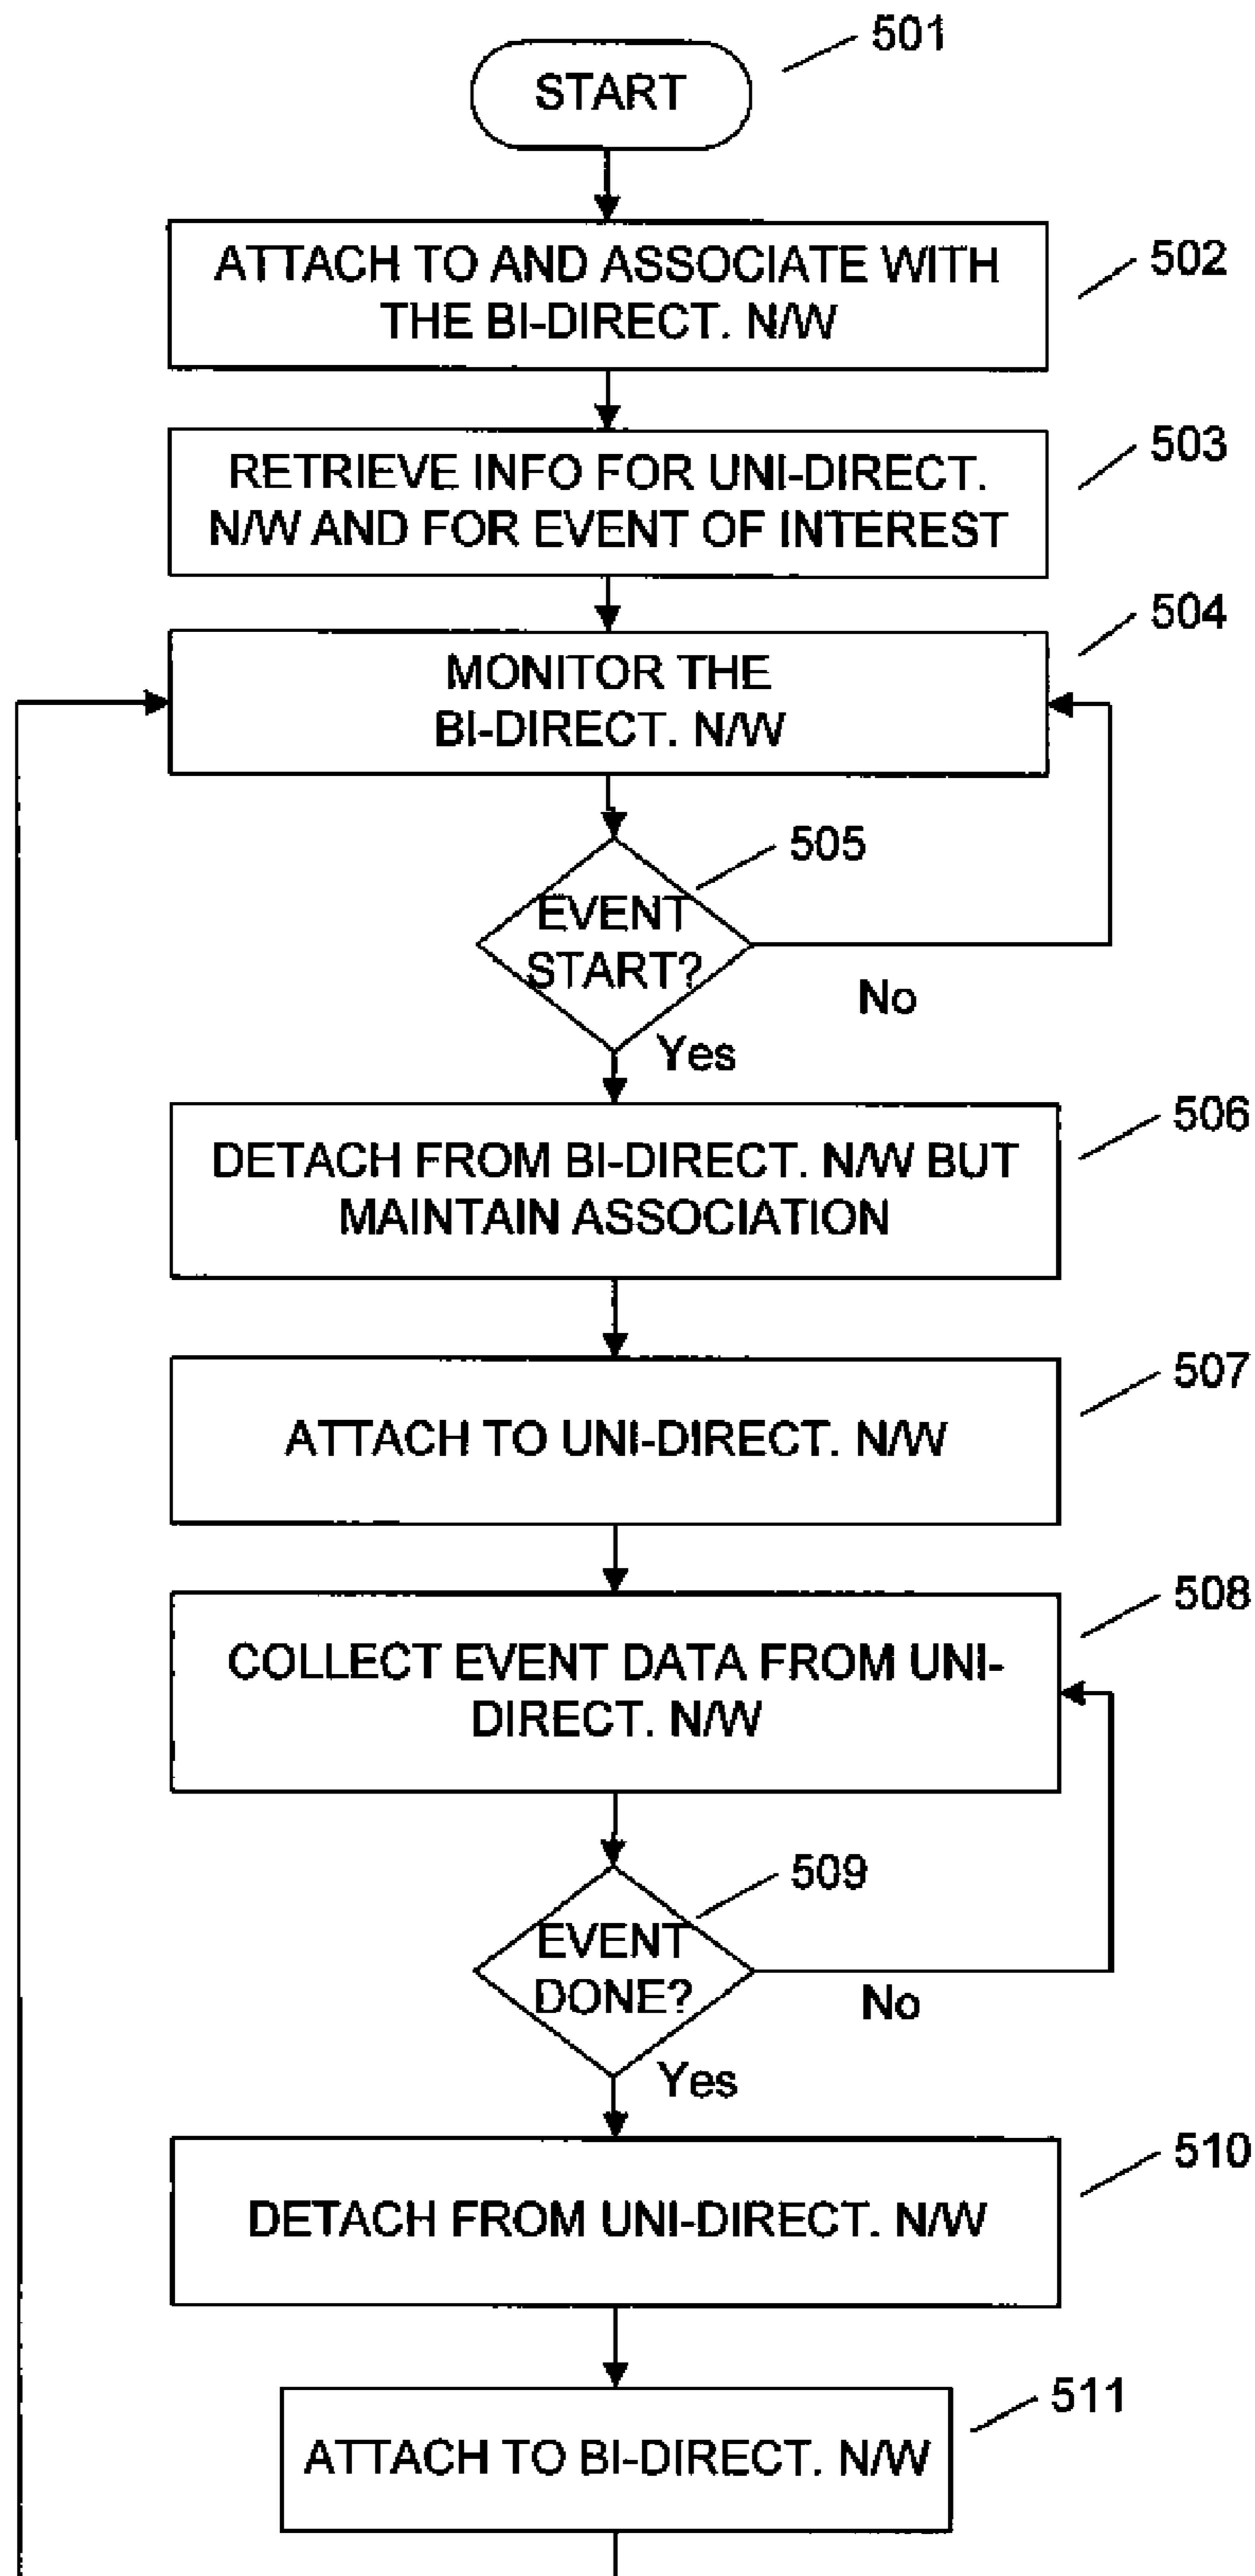 501
START
ATTACH TO AND ASSOCIATE WITH
THE BI-DIRECT. N/W
502
RETRIEVE INFO FOR UNI-DIRECT.
N/W AND FOR EVENT OF INTEREST
503
504
MONITOR THE
BI-DIRECT. N/W
505
EVENT
START?
No
Yes
506
DETACH FROM BI-DIRECT. N/W BUT
MAINTAIN ASSOCIATION
507
ATTACH TO UNI-DIRECT. N/W
508
COLLECT EVENT DATA FROM UNI-
DIRECT. N/W
509
EVENT
DONE?
No
Yes
510
DETACH FROM UNI-DIRECT. N/W
511
ATTACH TO BI-DIRECT. N/W